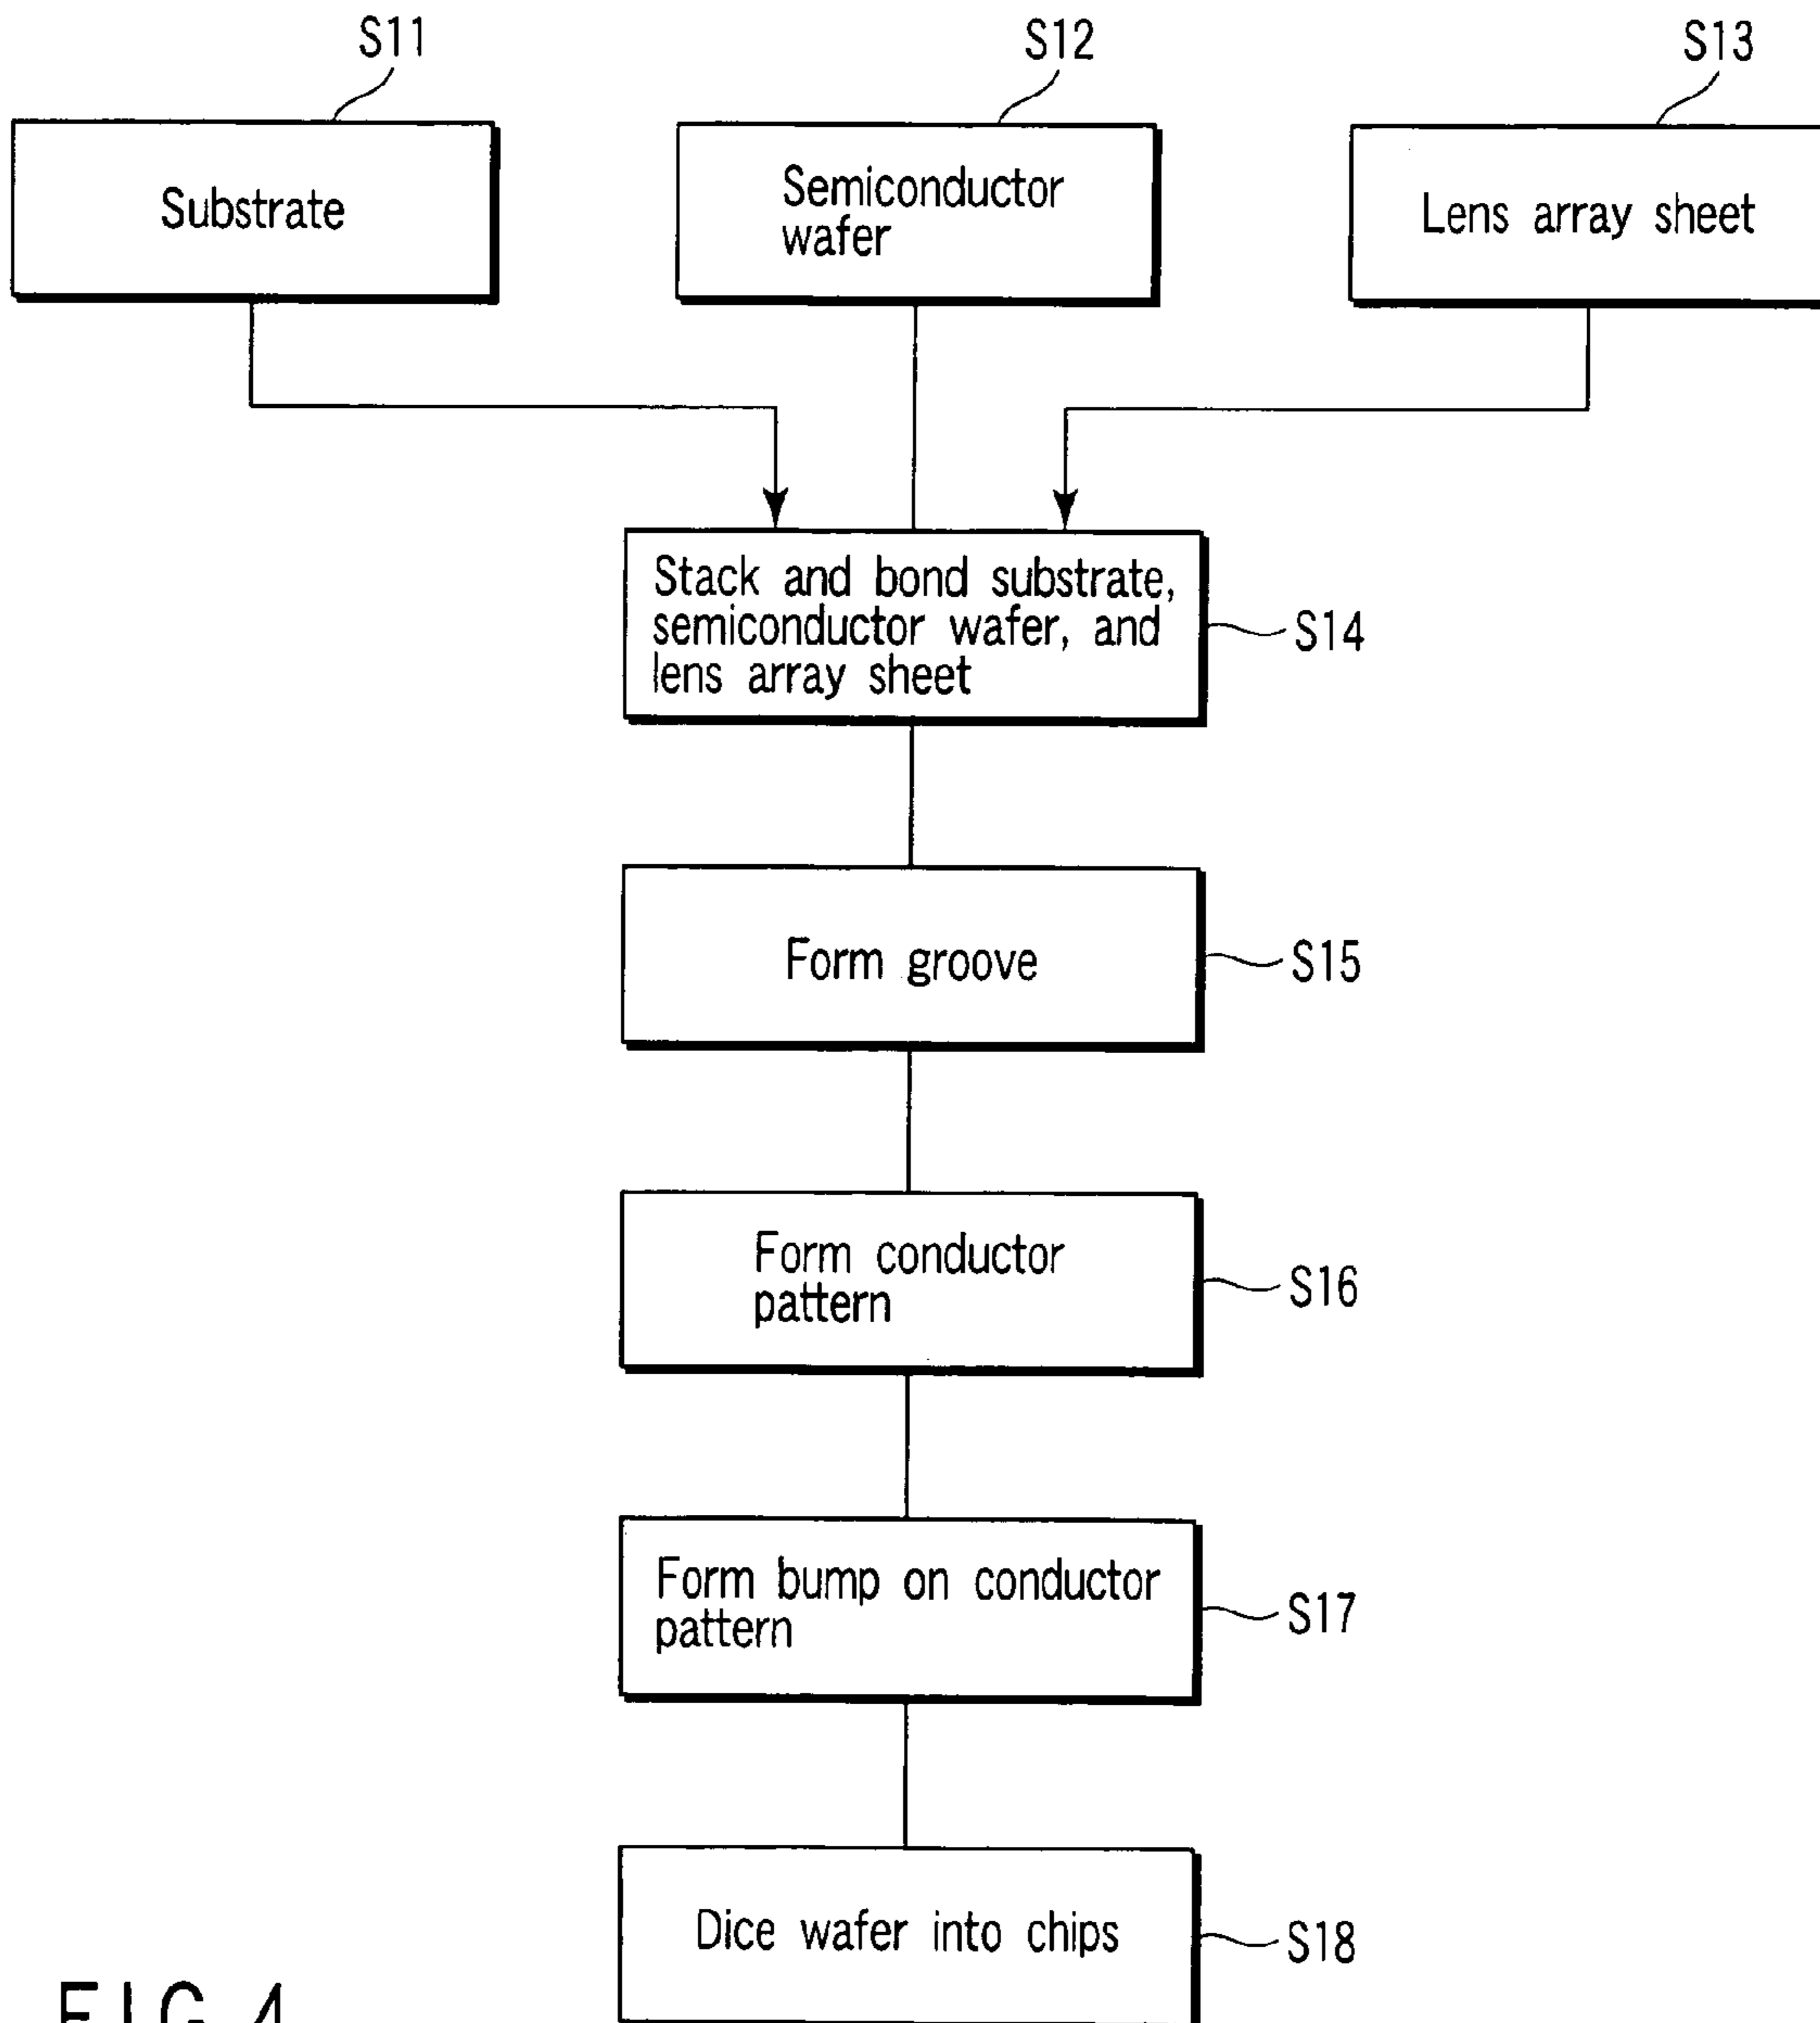 S11
S12
S13
Substrate
Semiconductor
wafer
Lens array sheet
Stack and bond substrate,
semiconductor wafer, and
lens array sheet
S14
Form groove
S15
Form conductor
pattern
S16
Form bump on conductor
pattern
S17
Dice wafer into chips
S18
FIG. 4